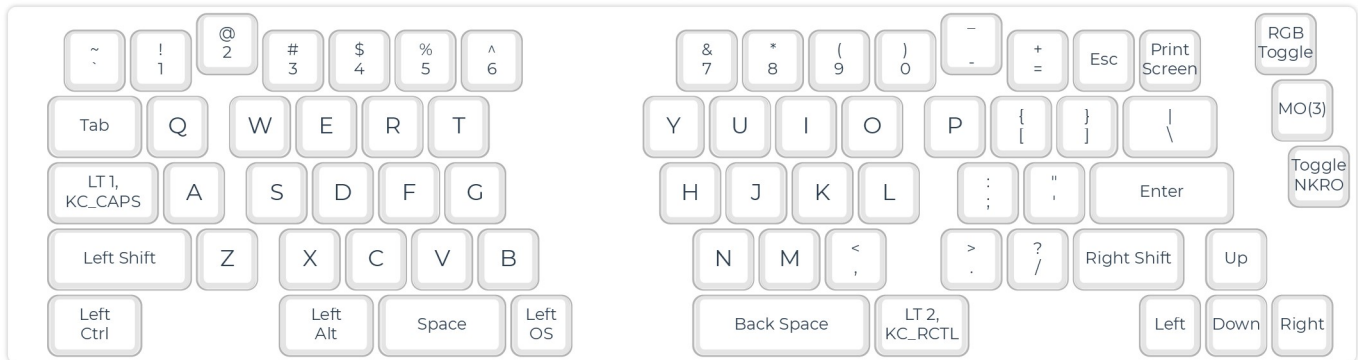 ~ ! @ # $ % ^ & * ( ) _ + Esc Print RGB
` 1 2 3 4 5 6 7 8 9 0 - = Screen Toggle
Tab Q W E R T Y U I O P { } | MO(3)
[ ] \
LT 1, A S D F G H J K L : " Enter Toggle
KC_CAPS ; ' NKRO
Left Shift Z X C V B N M < > ? Right Shift Up
, . /
Left Left Space Left Back Space LT 2, Left Down Right
Ctrl Alt OS KC_RCTL